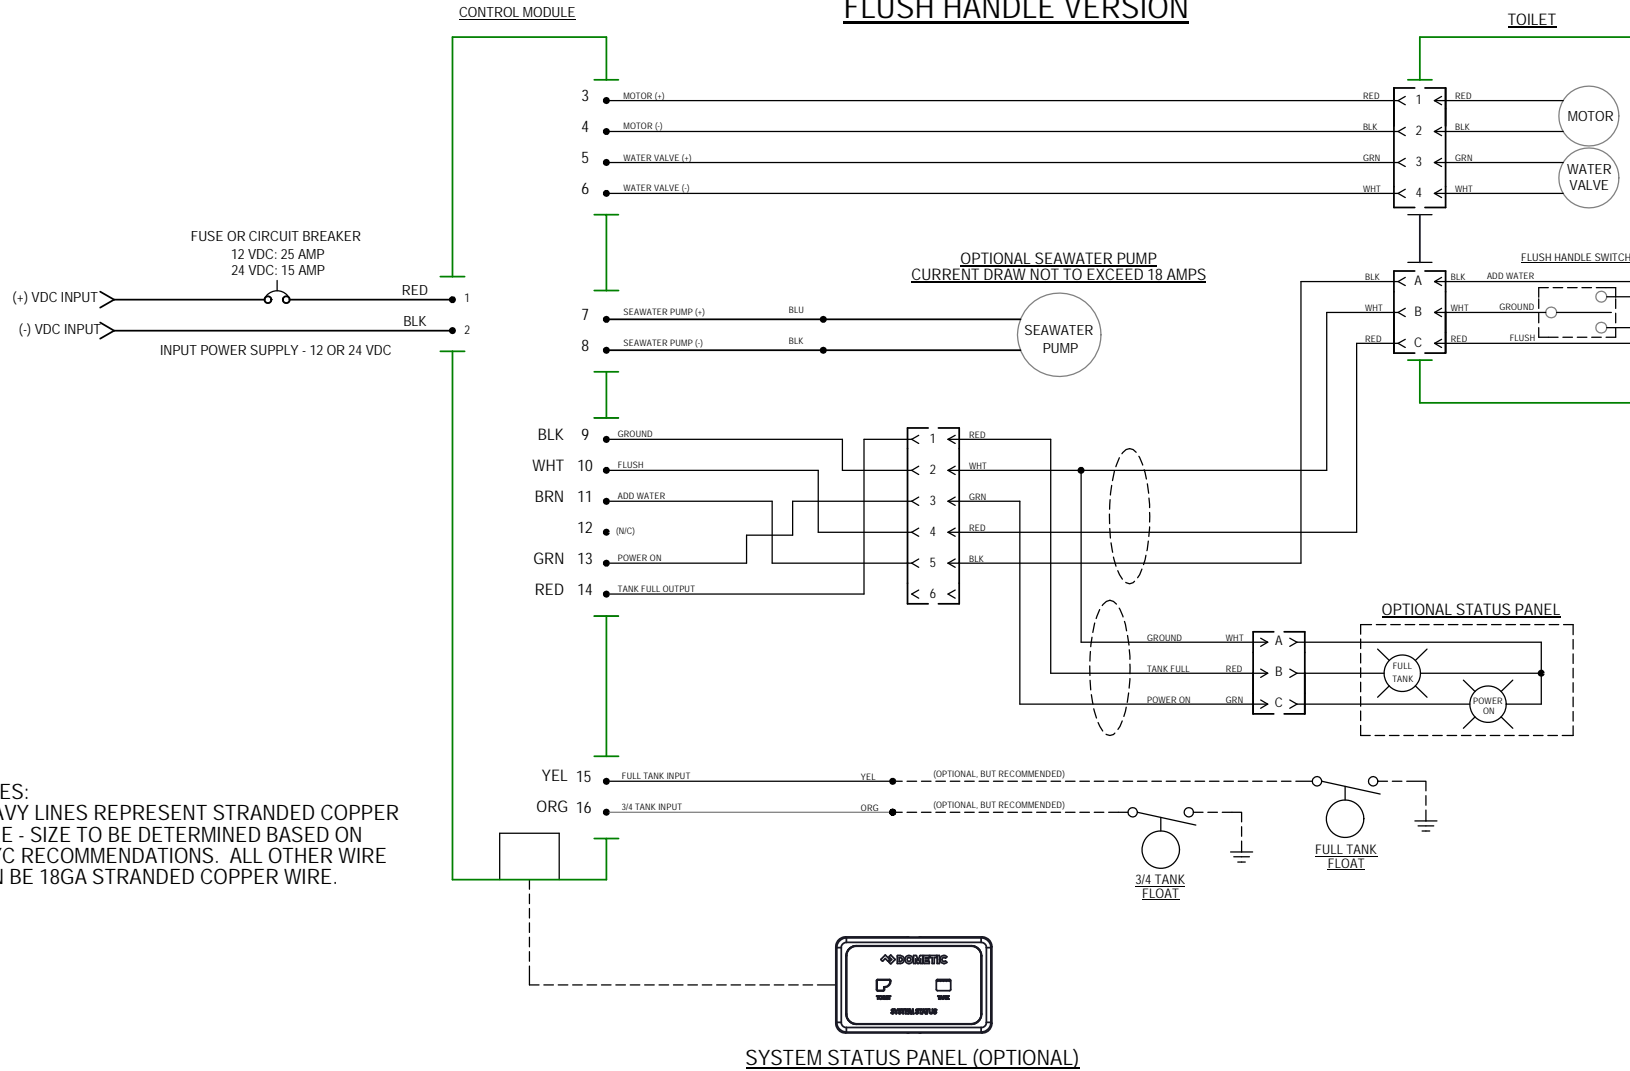 FLUSH HANDLE VERSION
CONTROL MODULE
TOILET
3 MOTOR (+) RED 1 RED
4 MOTOR (-) BLK 2 BLK
MOTOR
5 WATER VALVE (+) GRN 3 GRN
6 WATER VALVE (-) WHT 4 WHT
WATER
VALVE
FUSE OR CIRCUIT BREAKER
12 VDC: 25 AMP
24 VDC: 15 AMP
(+) VDC INPUT RED 1
(-) VDC INPUT BLK 2
INPUT POWER SUPPLY - 12 OR 24 VDC
OPTIONAL SEAWATER PUMP
CURRENT DRAW NOT TO EXCEED 18 AMPS
7 SEAWATER PUMP (+) BLU
8 SEAWATER PUMP (-) BLK
SEAWATER
PUMP
FLUSH HANDLE SWITCH
BLK A BLK ADD WATER
WHT B WHT GROUND
RED C RED FLUSH
BLK 9 GROUND 1 RED
WHT 10 FLUSH 2 WHT
BRN 11 ADD WATER 3 GRN
12 (N/C) 4 RED
GRN 13 POWER ON 5 BLK
RED 14 TANK FULL OUTPUT 6
OPTIONAL STATUS PANEL
GROUND WHT A
TANK FULL RED B
POWER ON GRN C
FULL
TANK
POWER
ON
YEL 15 FULL TANK INPUT YEL (OPTIONAL, BUT RECOMMENDED)
ORG 16 3/4 TANK INPUT ORG (OPTIONAL, BUT RECOMMENDED)
FULL TANK
FLOAT
3/4 TANK
FLOAT
ES:
AVY LINES REPRESENT STRANDED COPPER
E - SIZE TO BE DETERMINED BASED ON
C RECOMMENDATIONS. ALL OTHER WIRE
N BE 18GA STRANDED COPPER WIRE.
DOMETIC
TOILET TANK
SYSTEM STATUS
SYSTEM STATUS PANEL (OPTIONAL)